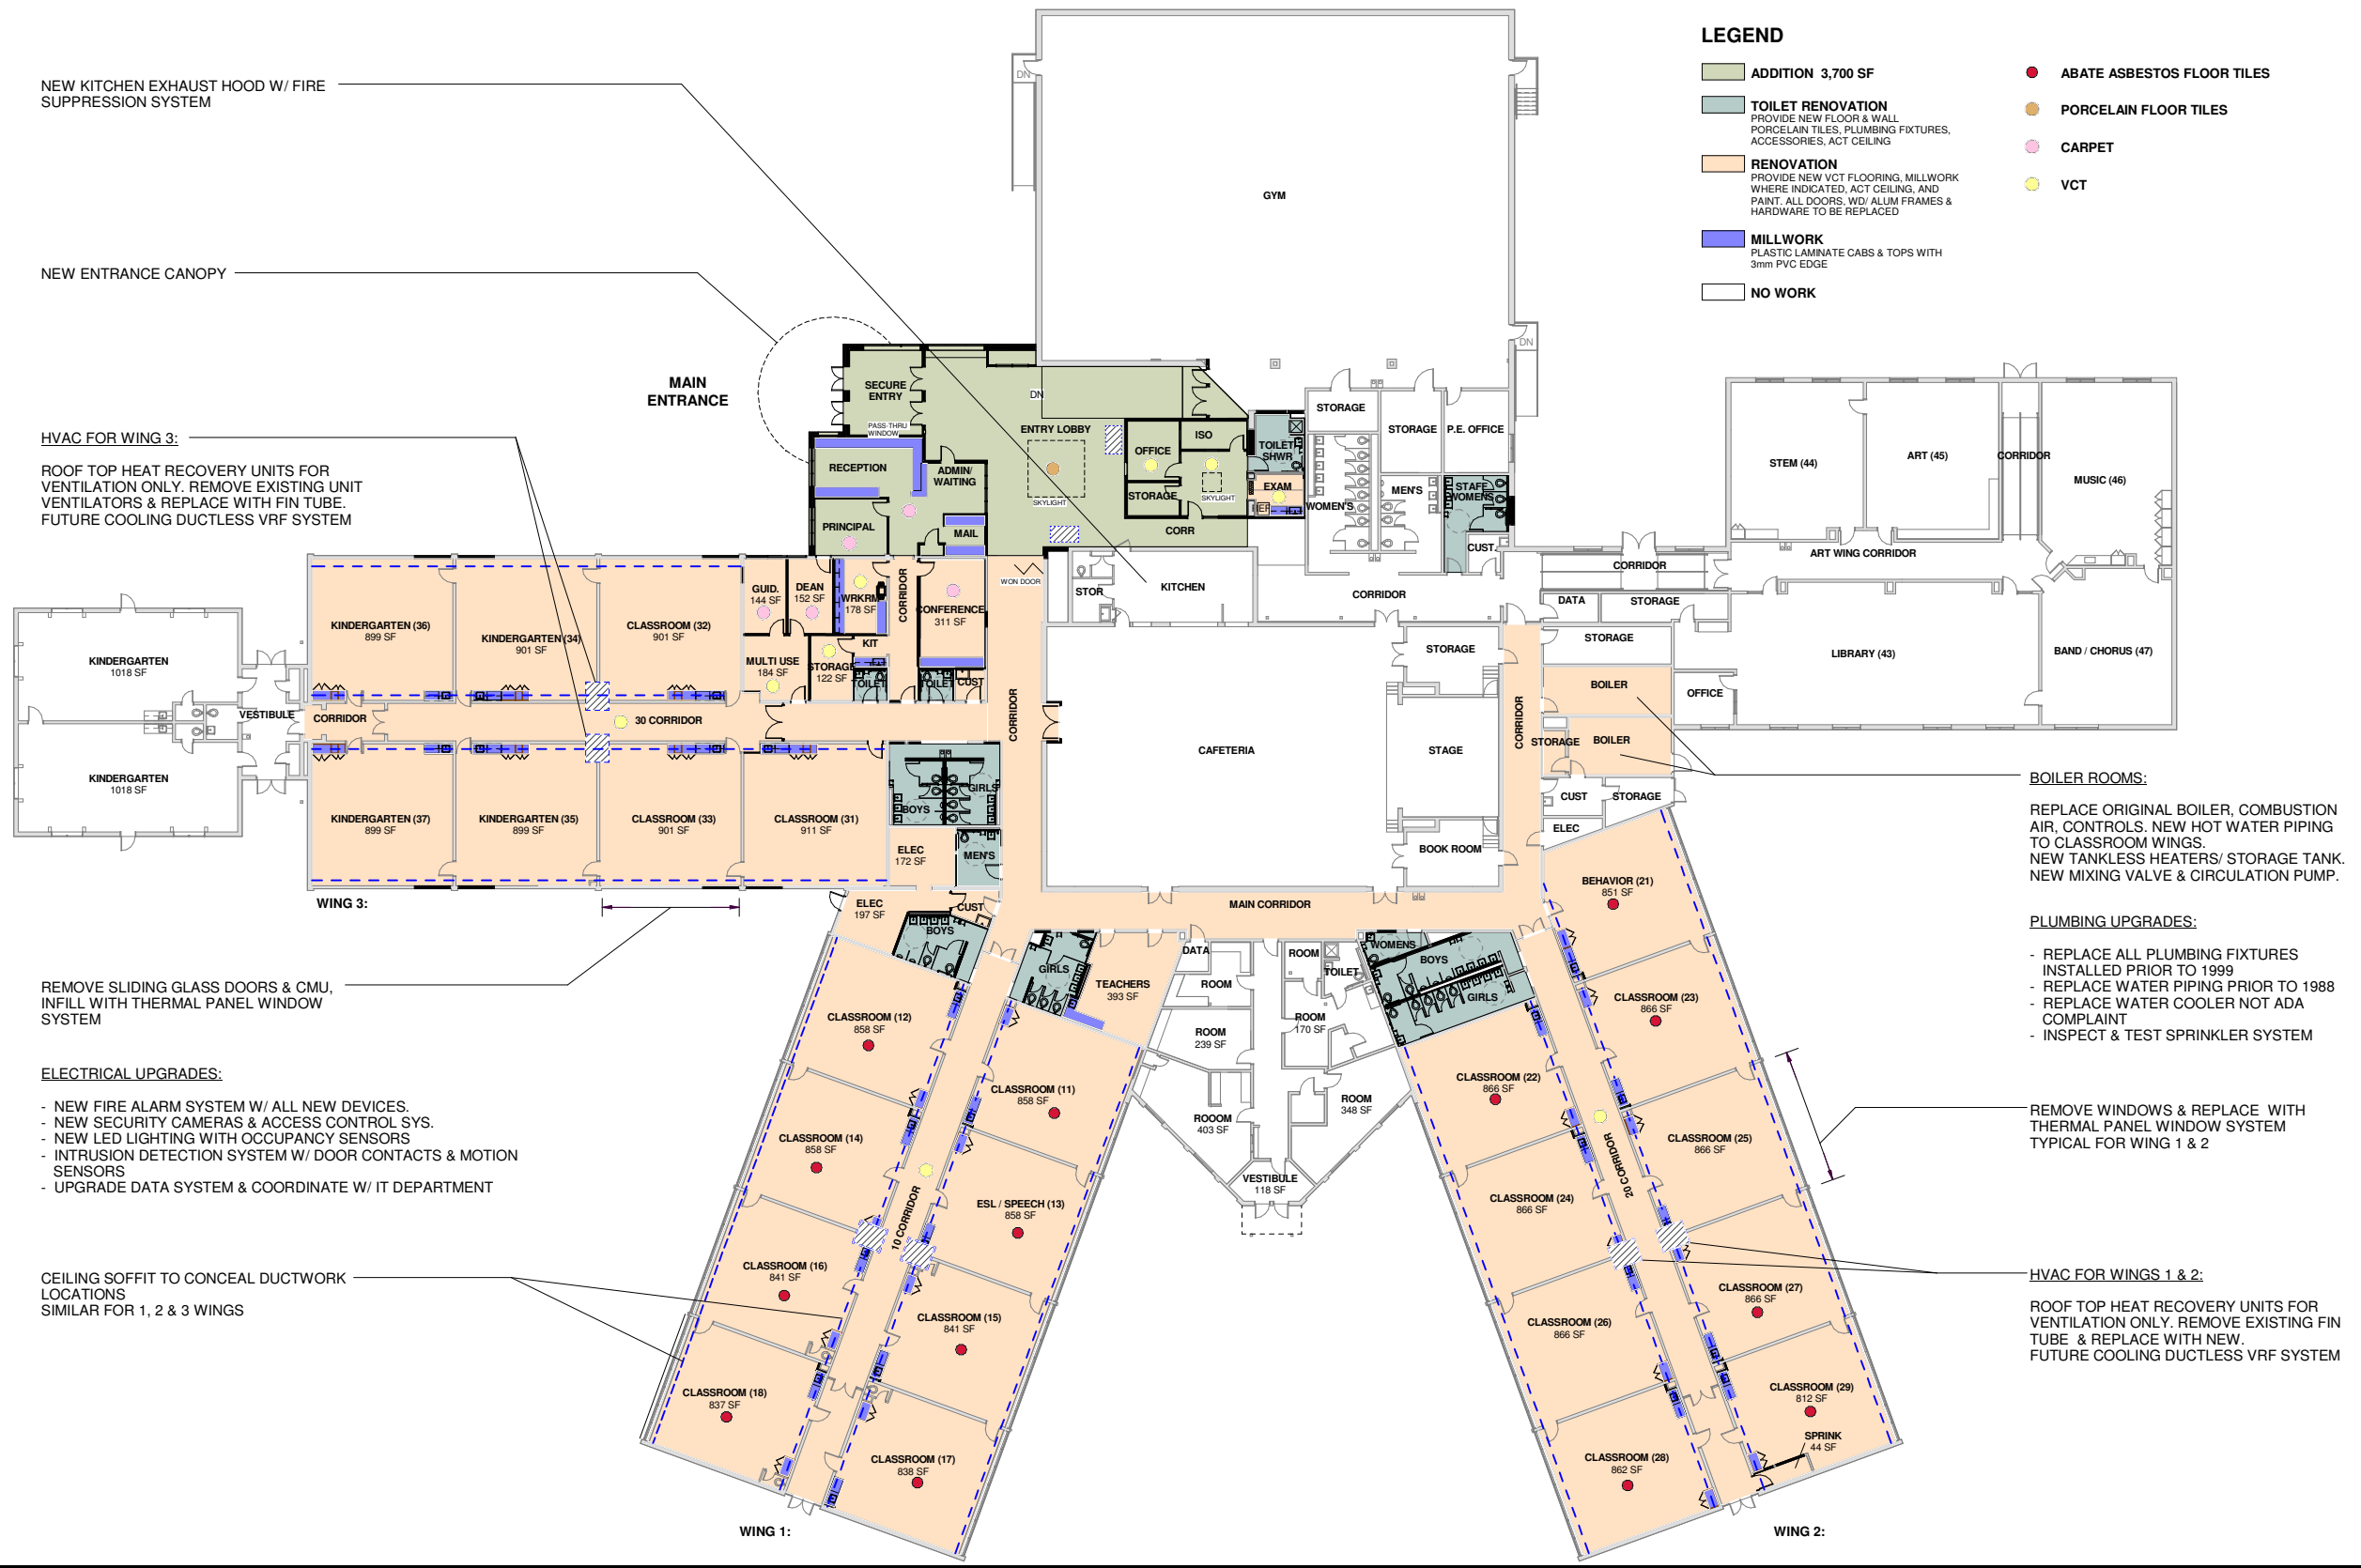 LEGEND
ADDITION 3,700 SF
TOILET RENOVATION
PROVIDE NEW FLOOR & WALL
PORCELAIN TILES, PLUMBING FIXTURES,
ACCESSORIES, ACT CEILING
RENOVATION
PROVIDE NEW VCT FLOORING, MILLWORK
WHERE INDICATED, ACT CEILING, AND
PAINT. ALL DOORS, WD/ ALUM FRAMES &
HARDWARE TO BE REPLACED
MILLWORK
PLASTIC LAMINATE CABS & TOPS WITH
3mm PVC EDGE
NO WORK
ABATE ASBESTOS FLOOR TILES
PORCELAIN FLOOR TILES
CARPET
VCT
NEW KITCHEN EXHAUST HOOD W/ FIRE
SUPPRESSION SYSTEM
NEW ENTRANCE CANOPY
HVAC FOR WING 3:
ROOF TOP HEAT RECOVERY UNITS FOR
VENTILATION ONLY. REMOVE EXISTING UNIT
VENTILATORS & REPLACE WITH FIN TUBE.
FUTURE COOLING DUCTLESS VRF SYSTEM
MAIN
ENTRANCE
DN
GYM
DN
SECURE
ENTRY
PASS-THRU
WINDOW
DN
ENTRY LOBBY
SKYLIGHT
RECEPTION
ADMIN/
WAITING
PRINCIPAL
MAIL
OFFICE
ISO
STORAGE
SKYLIGHT
CORR
TOILET
SHWR
EXAM
REF
STORAGE
STORAGE
P.E. OFFICE
WOMEN'S
MEN'S
STAFF
WOMENS
CUST.
STEM (44)
ART (45)
CORRIDOR
MUSIC (46)
ART WING CORRIDOR
CORRIDOR
DATA
STORAGE
STORAGE
LIBRARY (43)
BAND / CHORUS (47)
OFFICE
BOILER
BOILER
STORAGE
CUST
STORAGE
ELEC
WON DOOR
STOR
KITCHEN
CORRIDOR
CAFETERIA
STORAGE
STAGE
BOOK ROOM
CORRIDOR
CORRIDOR
MAIN CORRIDOR
KINDERGARTEN
1018 SF
KINDERGARTEN
1018 SF
VESTIBULE
CORRIDOR
30 CORRIDOR
KINDERGARTEN (36)
899 SF
KINDERGARTEN (34)
901 SF
CLASSROOM (32)
901 SF
GUID.
144 SF
DEAN
152 SF
WRKRM
178 SF
CORRIDOR
CONFERENCE
311 SF
MULTI USE
184 SF
STORAGE
122 SF
KIT
TOILET
TOILET
CUST
KINDERGARTEN (37)
899 SF
KINDERGARTEN (35)
899 SF
CLASSROOM (33)
901 SF
CLASSROOM (31)
911 SF
BOYS
GIRLS
ELEC
172 SF
MEN'S
WING 3:
ELEC
197 SF
CUST
BOYS
GIRLS
TEACHERS
393 SF
DATA
ROOM
ROOM
TOILET
ROOM
239 SF
ROOM
170 SF
ROOOM
403 SF
ROOM
348 SF
VESTIBULE
118 SF
WOMENS
BOYS
GIRLS
REMOVE SLIDING GLASS DOORS & CMU,
INFILL WITH THERMAL PANEL WINDOW
SYSTEM
ELECTRICAL UPGRADES:
- NEW FIRE ALARM SYSTEM W/ ALL NEW DEVICES.
- NEW SECURITY CAMERAS & ACCESS CONTROL SYS.
- NEW LED LIGHTING WITH OCCUPANCY SENSORS
- INTRUSION DETECTION SYSTEM W/ DOOR CONTACTS & MOTION
SENSORS
- UPGRADE DATA SYSTEM & COORDINATE W/ IT DEPARTMENT
CEILING SOFFIT TO CONCEAL DUCTWORK
LOCATIONS
SIMILAR FOR 1, 2 & 3 WINGS
CLASSROOM (12)
858 SF
CLASSROOM (14)
858 SF
CLASSROOM (16)
841 SF
CLASSROOM (18)
837 SF
10 CORRIDOR
CLASSROOM (11)
858 SF
ESL / SPEECH (13)
858 SF
CLASSROOM (15)
841 SF
CLASSROOM (17)
838 SF
WING 1:
BEHAVIOR (21)
851 SF
CLASSROOM (23)
866 SF
CLASSROOM (25)
866 SF
CLASSROOM (27)
866 SF
CLASSROOM (29)
812 SF
SPRINK
44 SF
20 CORRIDOR
CLASSROOM (22)
866 SF
CLASSROOM (24)
866 SF
CLASSROOM (26)
866 SF
CLASSROOM (28)
862 SF
WING 2:
BOILER ROOMS:
REPLACE ORIGINAL BOILER, COMBUSTION
AIR, CONTROLS. NEW HOT WATER PIPING
TO CLASSROOM WINGS.
NEW TANKLESS HEATERS/ STORAGE TANK.
NEW MIXING VALVE & CIRCULATION PUMP.
PLUMBING UPGRADES:
- REPLACE ALL PLUMBING FIXTURES
INSTALLED PRIOR TO 1999
- REPLACE WATER PIPING PRIOR TO 1988
- REPLACE WATER COOLER NOT ADA
COMPLAINT
- INSPECT & TEST SPRINKLER SYSTEM
REMOVE WINDOWS & REPLACE WITH
THERMAL PANEL WINDOW SYSTEM
TYPICAL FOR WING 1 & 2
HVAC FOR WINGS 1 & 2:
ROOF TOP HEAT RECOVERY UNITS FOR
VENTILATION ONLY. REMOVE EXISTING FIN
TUBE & REPLACE WITH NEW.
FUTURE COOLING DUCTLESS VRF SYSTEM